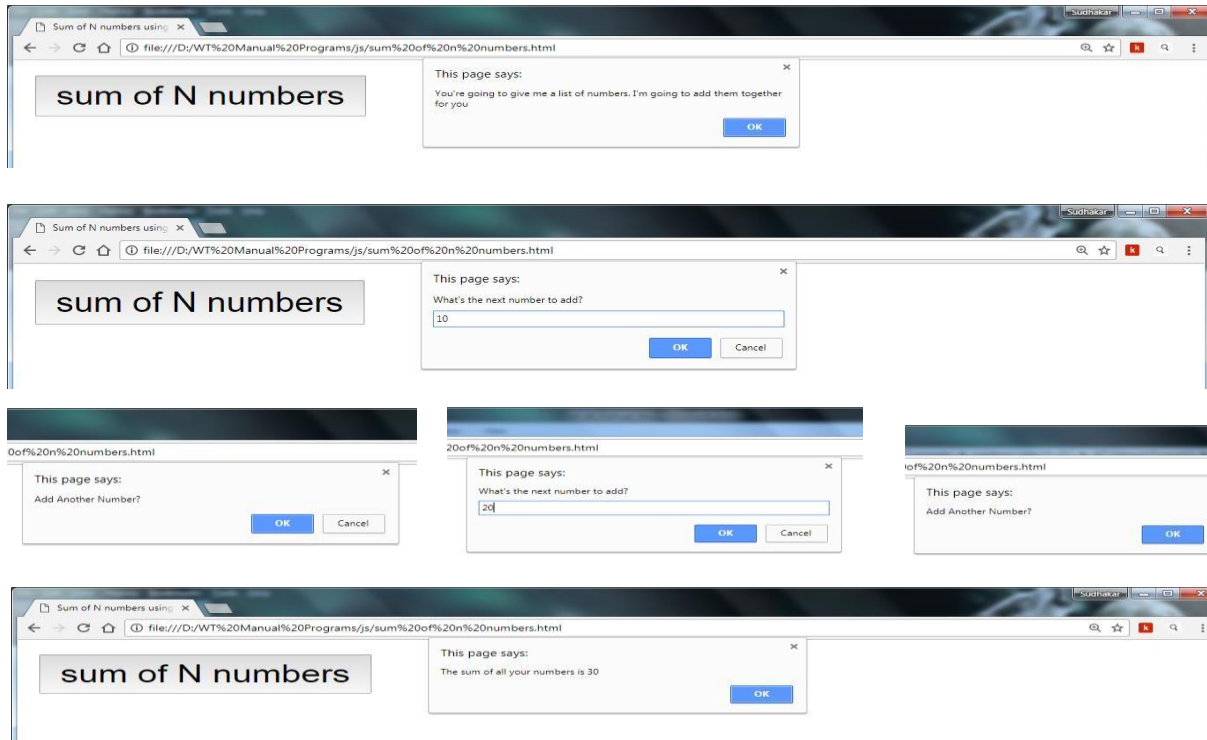 Sudhakar
Sum of N numbers using
file:///D:/WT%20Manual%20Programs/js/sum%20of%20n%20numbers.html
k
sum of N numbers
This page says:
You're going to give me a list of numbers. I'm going to add them together
for you
OK
Sudhakar
Sum of N numbers using
file:///D:/WT%20Manual%20Programs/js/sum%20of%20n%20numbers.html
k
sum of N numbers
This page says:
What's the next number to add?
10
OK Cancel
0of%20n%20numbers.html
This page says:
Add Another Number?
OK Cancel
20of%20n%20numbers.html
This page says:
What's the next number to add?
20
OK Cancel
of%20n%20numbers.html
This page says:
Add Another Number?
OK
Sudhakar
Sum of N numbers using
file:///D:/WT%20Manual%20Programs/js/sum%20of%20n%20numbers.html
k
sum of N numbers
This page says:
The sum of all your numbers is 30
OK